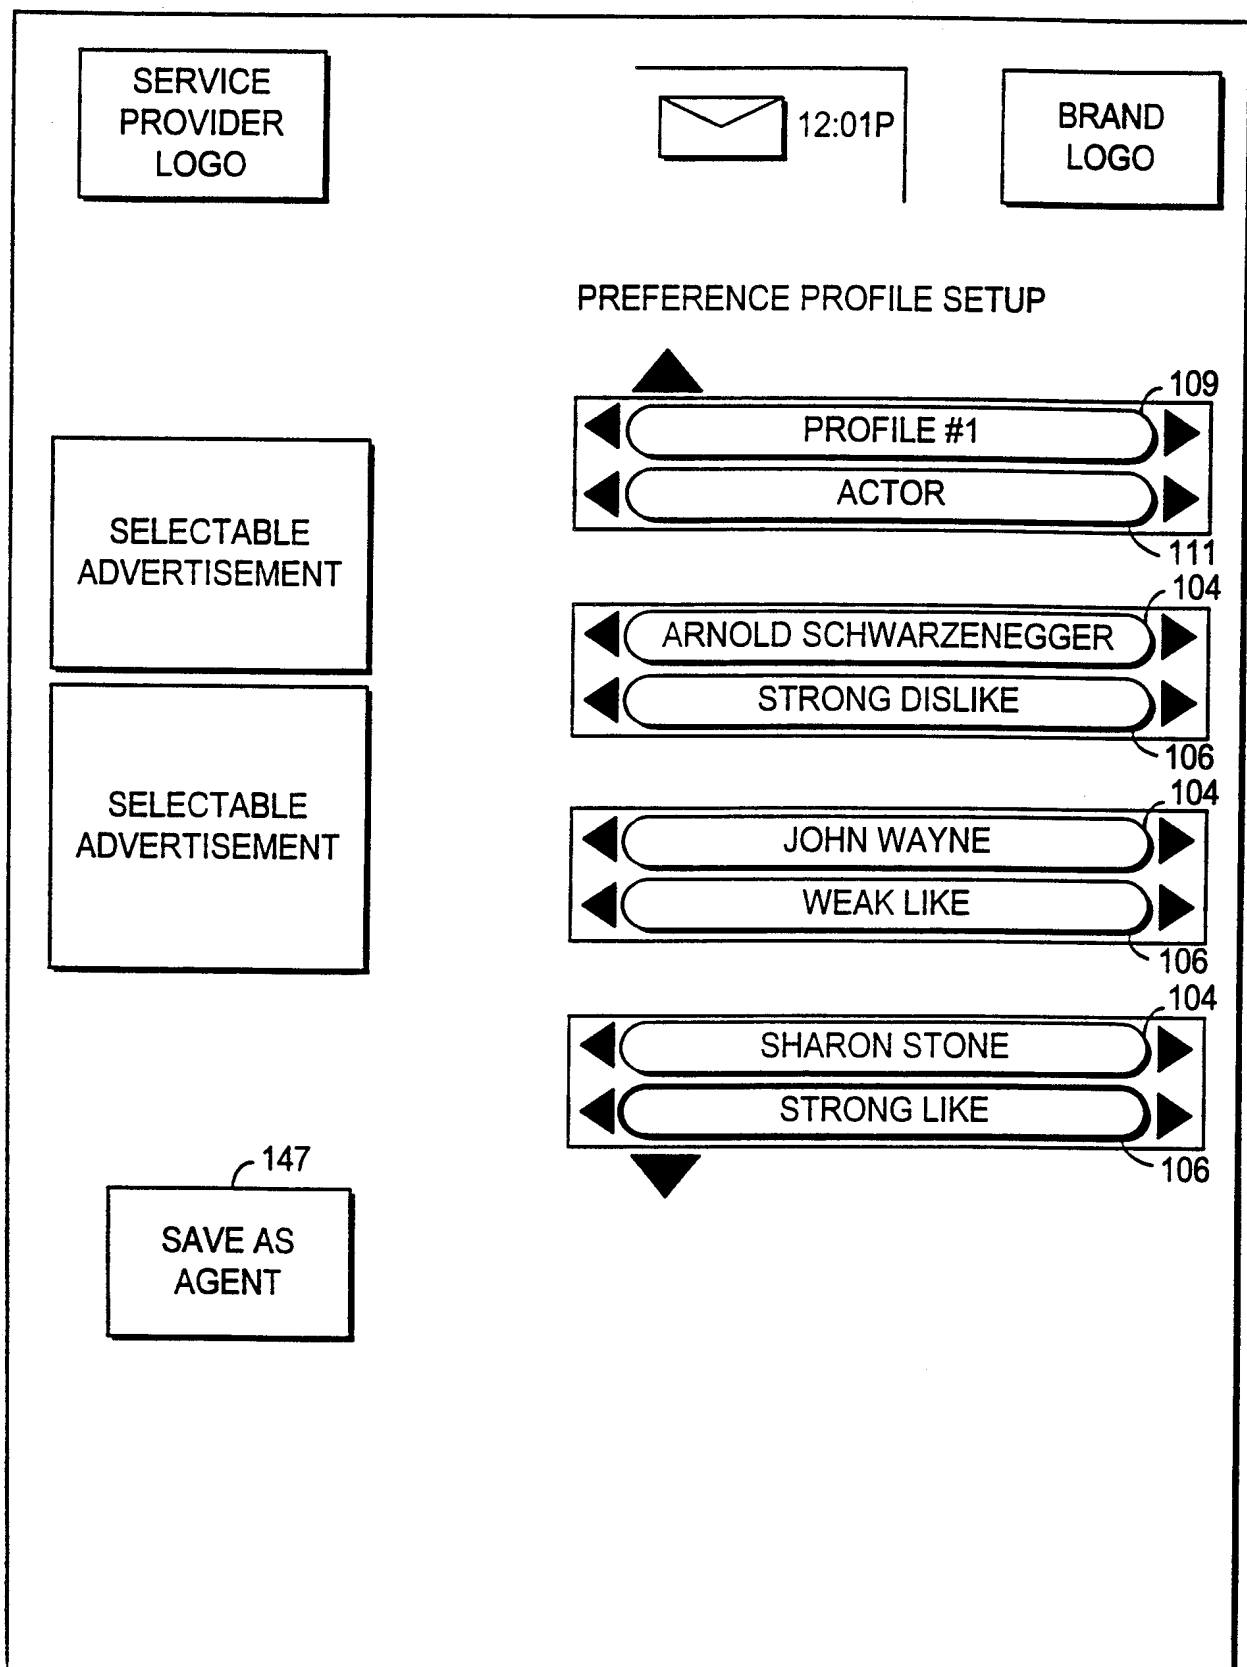 SERVICE
PROVIDER
LOGO
12:01P
BRAND
LOGO
PREFERENCE PROFILE SETUP
109
PROFILE #1
ACTOR
111
SELECTABLE
ADVERTISEMENT
104
ARNOLD SCHWARZENEGGER
STRONG DISLIKE
106
SELECTABLE
ADVERTISEMENT
104
JOHN WAYNE
WEAK LIKE
106
104
SHARON STONE
STRONG LIKE
106
147
SAVE AS
AGENT